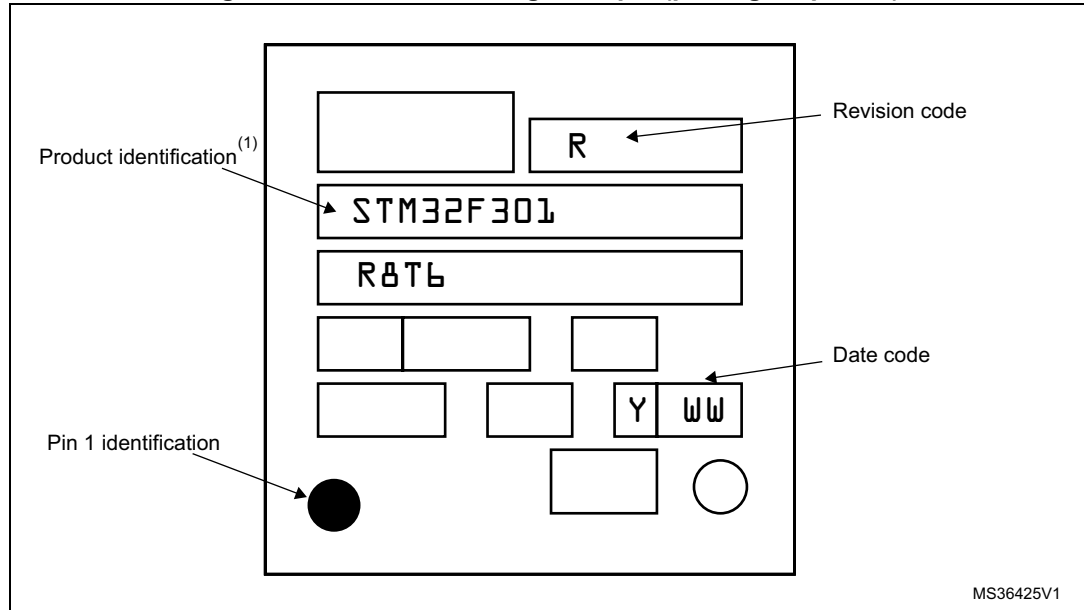 Revision code
R
Product identification(1)
STM32F301
R8T6
Date code
Y WW
Pin 1 identification
MS36425V1